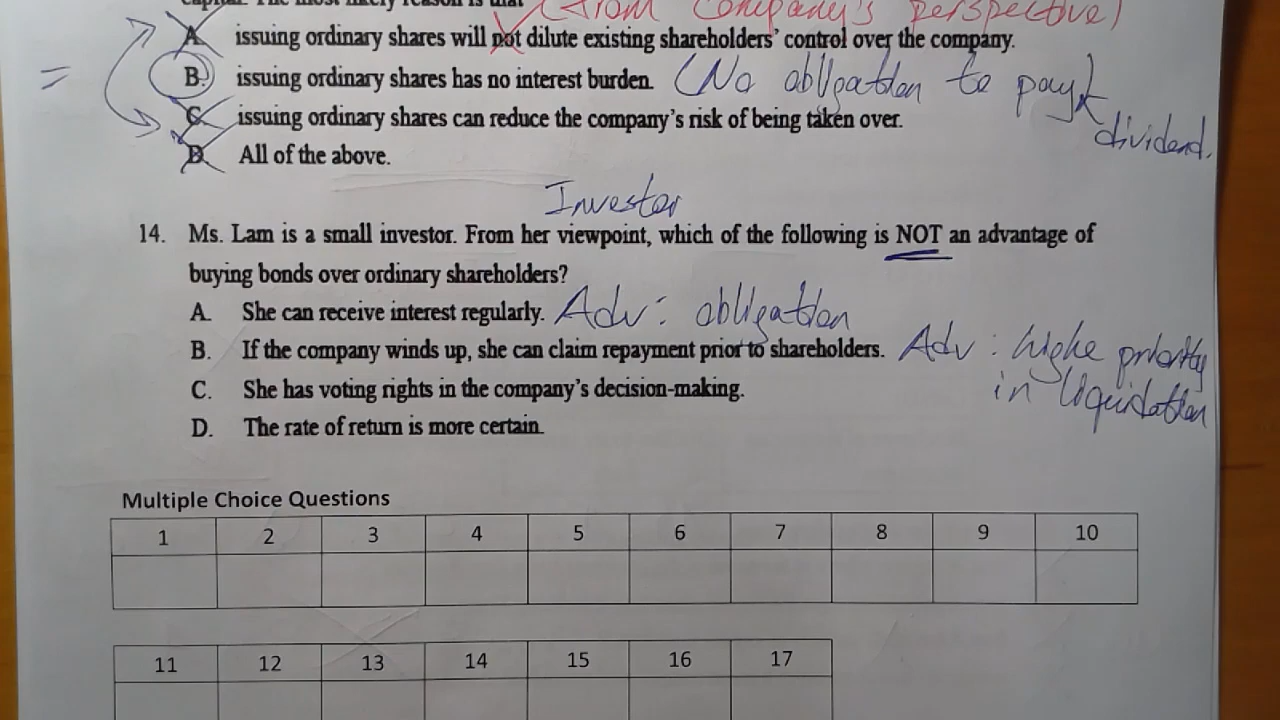 (from Company's perspective)
A. issuing ordinary shares will not dilute existing shareholders' control over the company.
B. issuing ordinary shares has no interest burden. (No obligation to pay
dividend.
C. issuing ordinary shares can reduce the company's risk of being taken over.
D. All of the above.
Investor
14. Ms. Lam is a small investor. From her viewpoint, which of the following is NOT an advantage of
buying bonds over ordinary shareholders?
A. She can receive interest regularly. Adv: obligation
B. If the company winds up, she can claim repayment prior to shareholders. Adv: highe priority
in liquidation
C. She has voting rights in the company's decision-making.
D. The rate of return is more certain.
Multiple Choice Questions
1 2 3 4 5 6 7 8 9 10
11 12 13 14 15 16 17